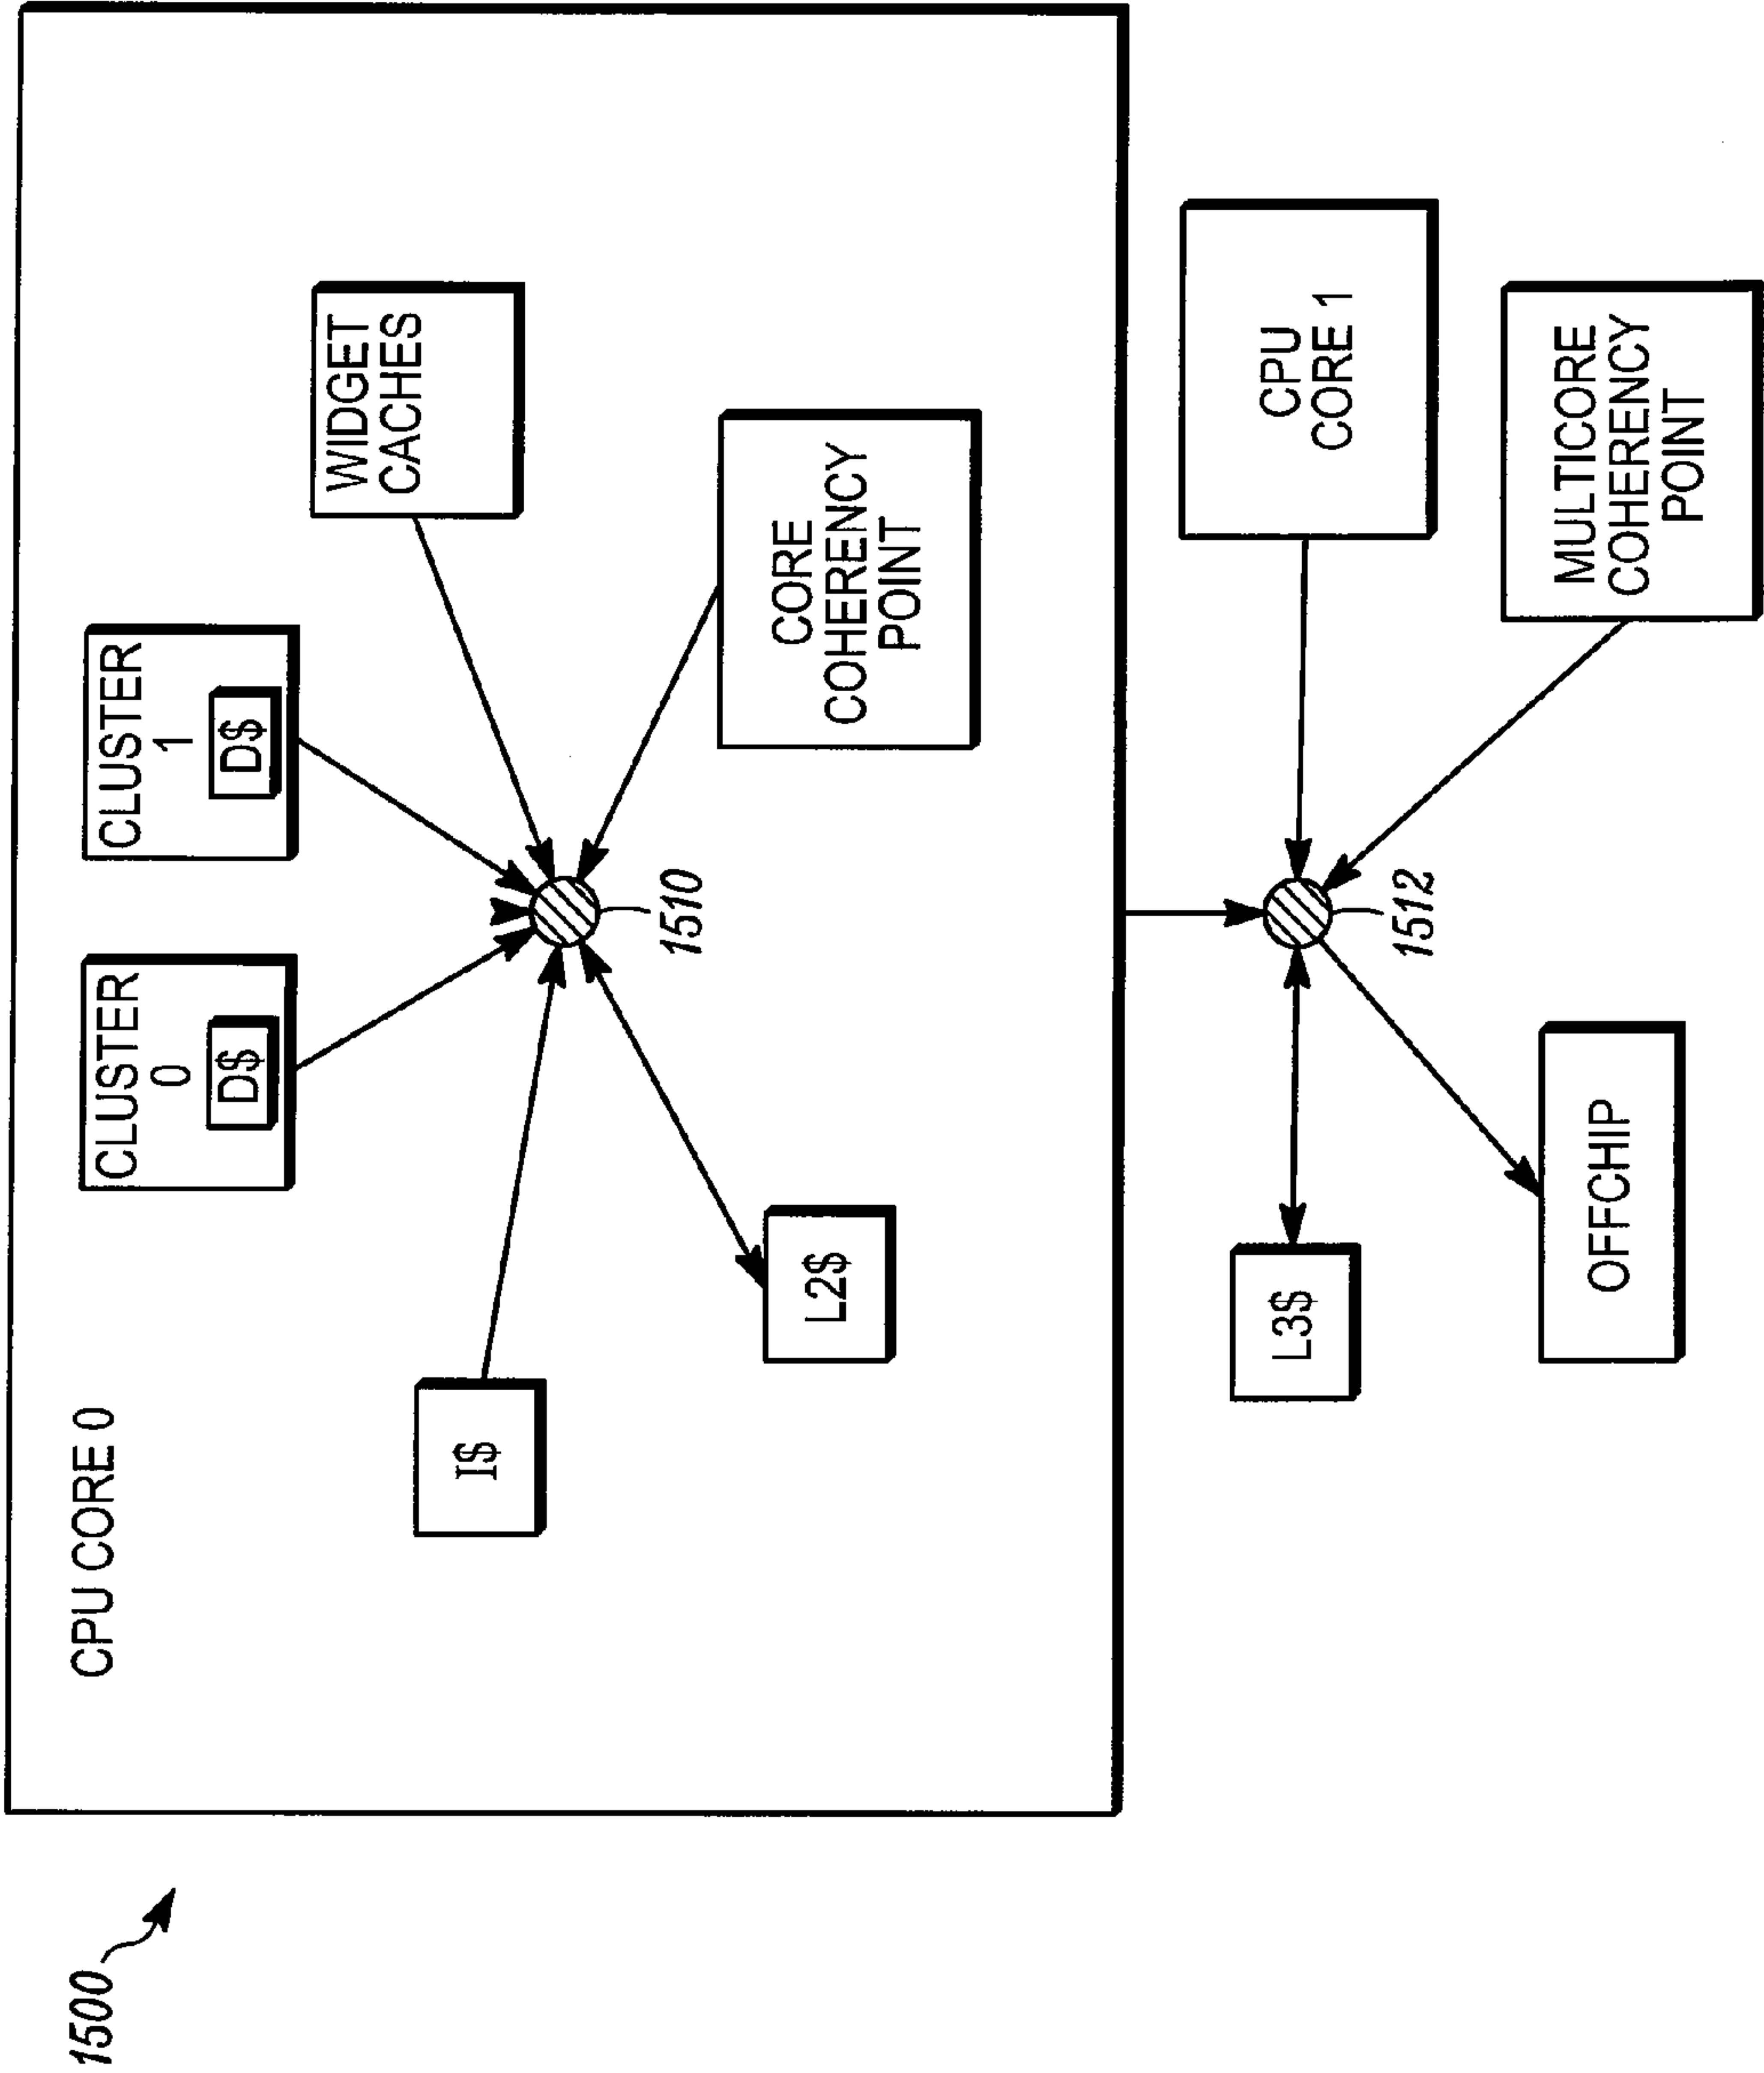 1500
CPU CORE 0
CLUSTER
0
D$
CLUSTER
1
D$
WIDGET
CACHES
I$
L2$
1510
CORE
COHERENCY
POINT
L3$
1512
CPU
CORE 1
OFFCHIP
MULTICORE
COHERENCY
POINT